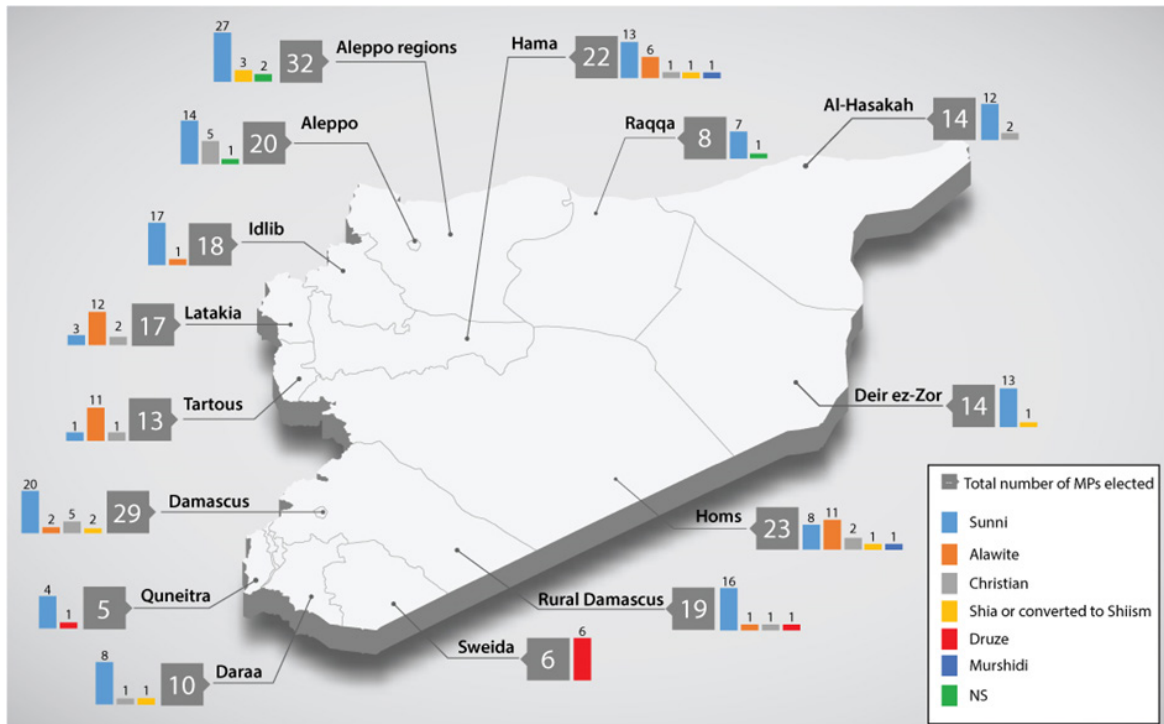 27
3
2
32
Aleppo regions
Hama
22
13
6
1
1
1
Al-Hasakah
14
12
2
14
5
1
20
Aleppo
Raqqa
8
7
1
17
1
18
Idlib
3
12
2
17
Latakia
1
11
1
13
Tartous
Deir ez-Zor
14
13
1
20
2
5
2
29
Damascus
Homs
23
8
11
2
1
1
4
1
5
Quneitra
Rural Damascus
19
16
1
1
1
8
1
1
10
Daraa
Sweida
6
6
Total number of MPs elected
Sunni
Alawite
Christian
Shia or converted to Shiism
Druze
Murshidi
NS